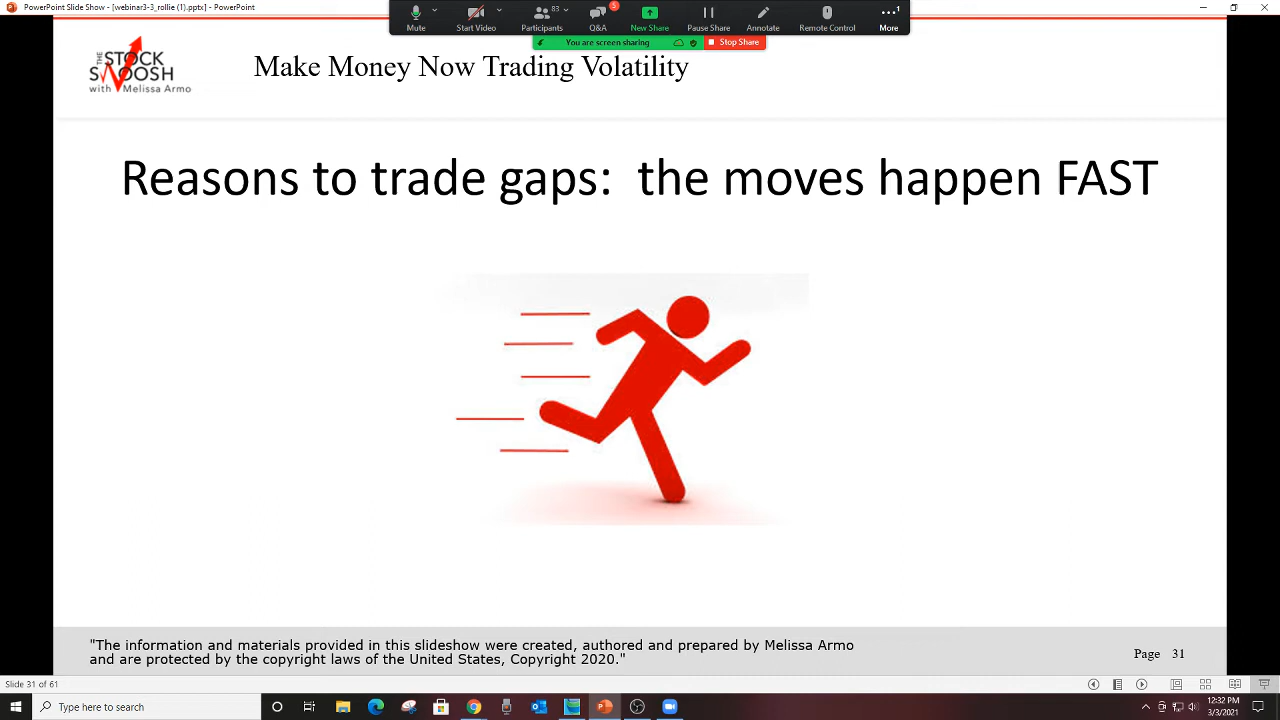 PowerPoint Slide Show - [webinar3-3_rollie (1).pptx] - PowerPoint
Mute
Start Video
83
Participants
5
Q&A
New Share
Pause Share
Annotate
Remote Control
1
More
You are screen sharing
Stop Share
THE STOCK
SWOOSH
with Melissa Armo
Make Money Now Trading Volatility
Reasons to trade gaps:  the moves happen FAST
"The information and materials provided in this slideshow were created, authored and prepared by Melissa Armo
and are protected by the copyright laws of the United States, Copyright 2020."
Page 31
Slide 31 of 61
Type here to search
12:32 PM
3/3/2021